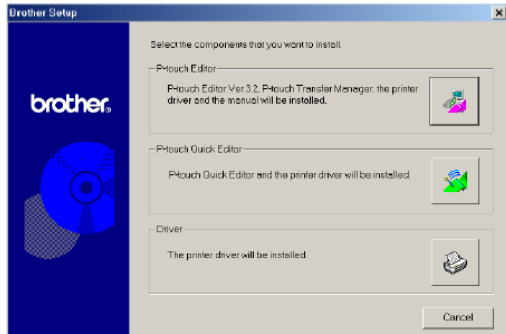 Brother Setup
Select the components that you want to install.
P-touch Editor
P-touch Editor Ver.3.2, P-touch Transfer Manager, the printer
driver and the manual will be installed.
brother.
P-touch Quick Editor
P-touch Quick Editor and the printer driver will be installed.
Driver
The printer driver will be installed.
Cancel